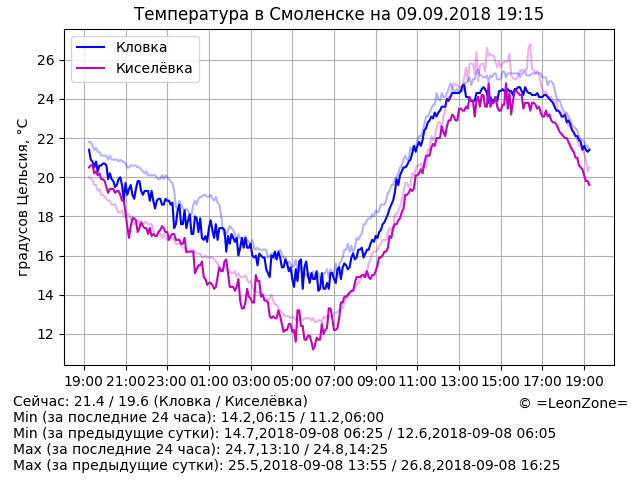 Температура в Смоленске на 09.09.2018 19:15
Кловка
Киселёвка
градусов Цельсия, °C
26
24
22
20
18
16
14
12
19:00 21:00 23:00 01:00 03:00 05:00 07:00 09:00 11:00 13:00 15:00 17:00 19:00
Сейчас: 21.4 / 19.6 (Кловка / Киселёвка)
© =LeonZone=
Min (за последние 24 часа): 14.2,06:15 / 11.2,06:00
Min (за предыдущие сутки): 14.7,2018-09-08 06:25 / 12.6,2018-09-08 06:05
Max (за последние 24 часа): 24.7,13:10 / 24.8,14:25
Max (за предыдущие сутки): 25.5,2018-09-08 13:55 / 26.8,2018-09-08 16:25